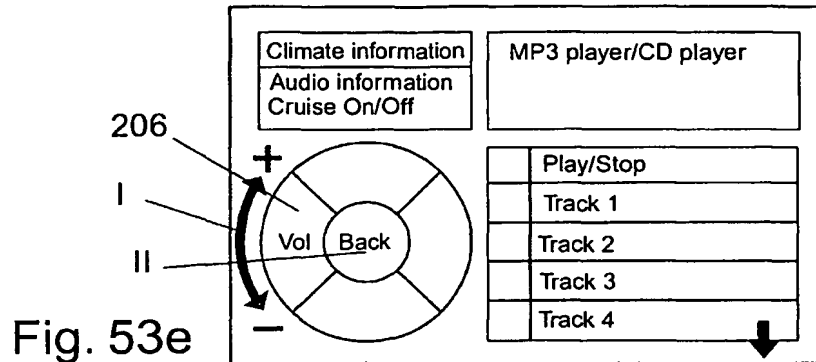 Climate information
Audio information
Cruise On/Off
MP3 player/CD player
206
+
I
Vol
Back
II
−
Play/Stop
Track 1
Track 2
Track 3
Track 4
Fig. 53e